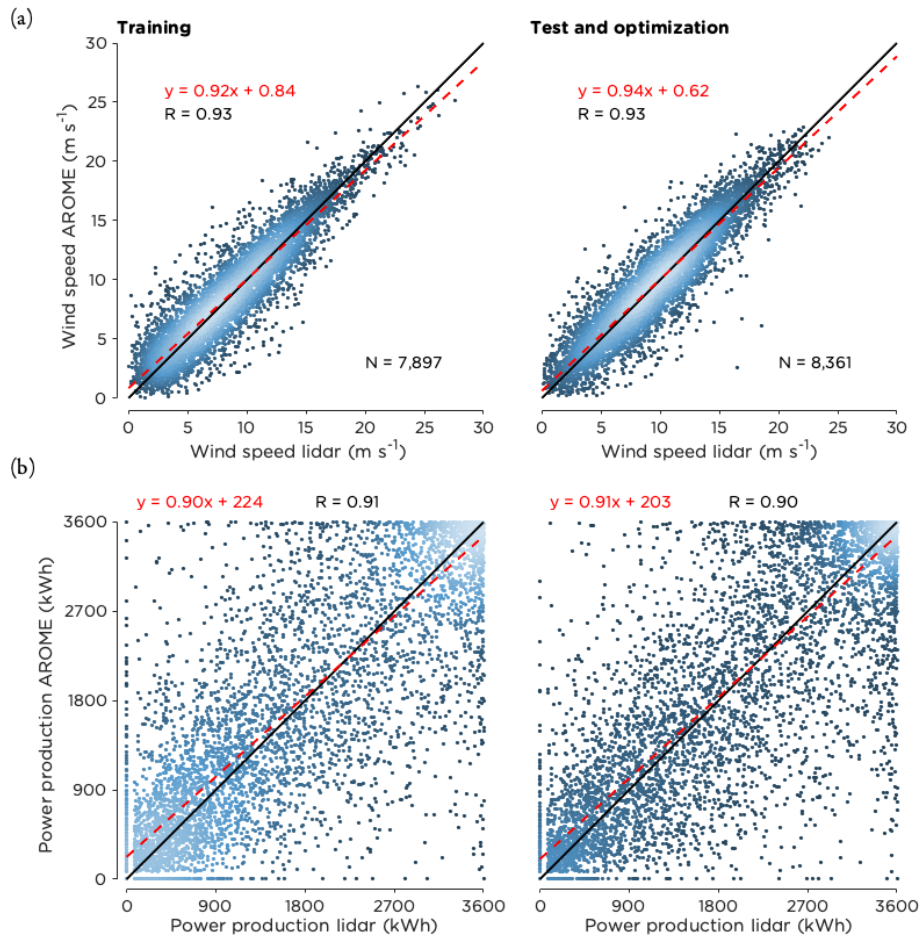 (a)
Training
Test and optimization
30
25
20
15
10
5
0
Wind speed AROME (m s⁻¹)
y = 0.92x + 0.84
R = 0.93
N = 7,897
0 5 10 15 20 25 30
Wind speed lidar (m s⁻¹)
y = 0.94x + 0.62
R = 0.93
N = 8,361
0 5 10 15 20 25 30
Wind speed lidar (m s⁻¹)
(b)
y = 0.90x + 224 R = 0.91
y = 0.91x + 203 R = 0.90
3600
2700
1800
900
0
Power production AROME (kWh)
0 900 1800 2700 3600
Power production lidar (kWh)
0 900 1800 2700 3600
Power production lidar (kWh)